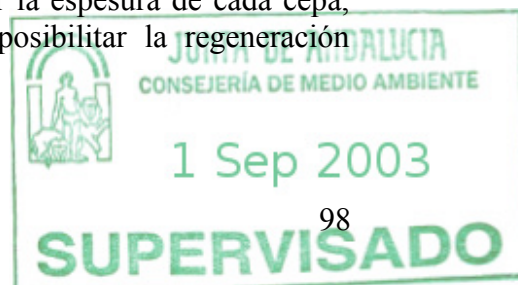 la espesura de cada cepa,
posibilitar la regeneración
JUNTA DE ANDALUCIA
CONSEJERÍA DE MEDIO AMBIENTE
1 Sep 2003
98
SUPERVISADO